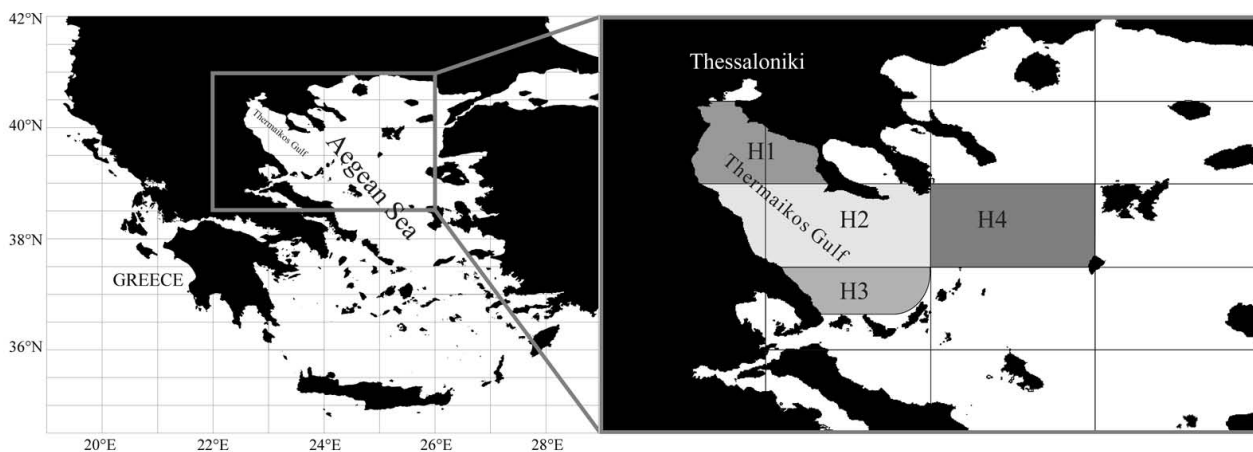 42°N
40°N
38°N
36°N
20°E
22°E
24°E
26°E
28°E
Thermaikos Gulf
Aegean Sea
GREECE
Thessaloniki
H1
Thermaikos Gulf
H2
H4
H3